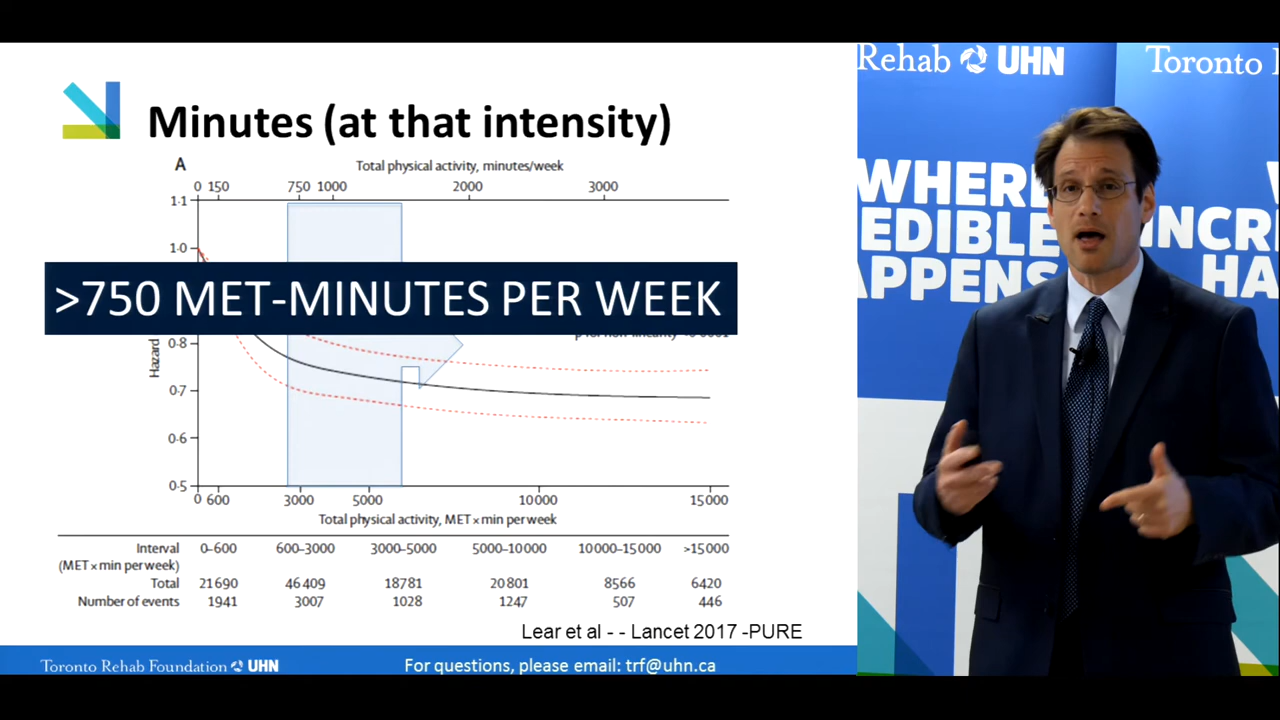 Minutes (at that intensity)
A
Total physical activity, minutes/week
0 150 750 1000 2000 3000
1·1
1·0
>750 MET-MINUTES PER WEEK
0·8
Hazard
0·7
0·6
0·5
0 600 3000 5000 10000 15000
Total physical activity, MET × min per week
Interval 0–600 600–3000 3000–5000 5000–10000 10000–15000 >15000
(MET × min per week)
Total 21690 46409 18781 20801 8566 6420
Number of events 1941 3007 1028 1247 507 446
Lear et al - - Lancet 2017 -PURE
Toronto Rehab Foundation UHN
For questions, please email: trf@uhn.ca
Rehab UHN
Toronto
WHERE
EDIBLE
APPENS
INCR
HA